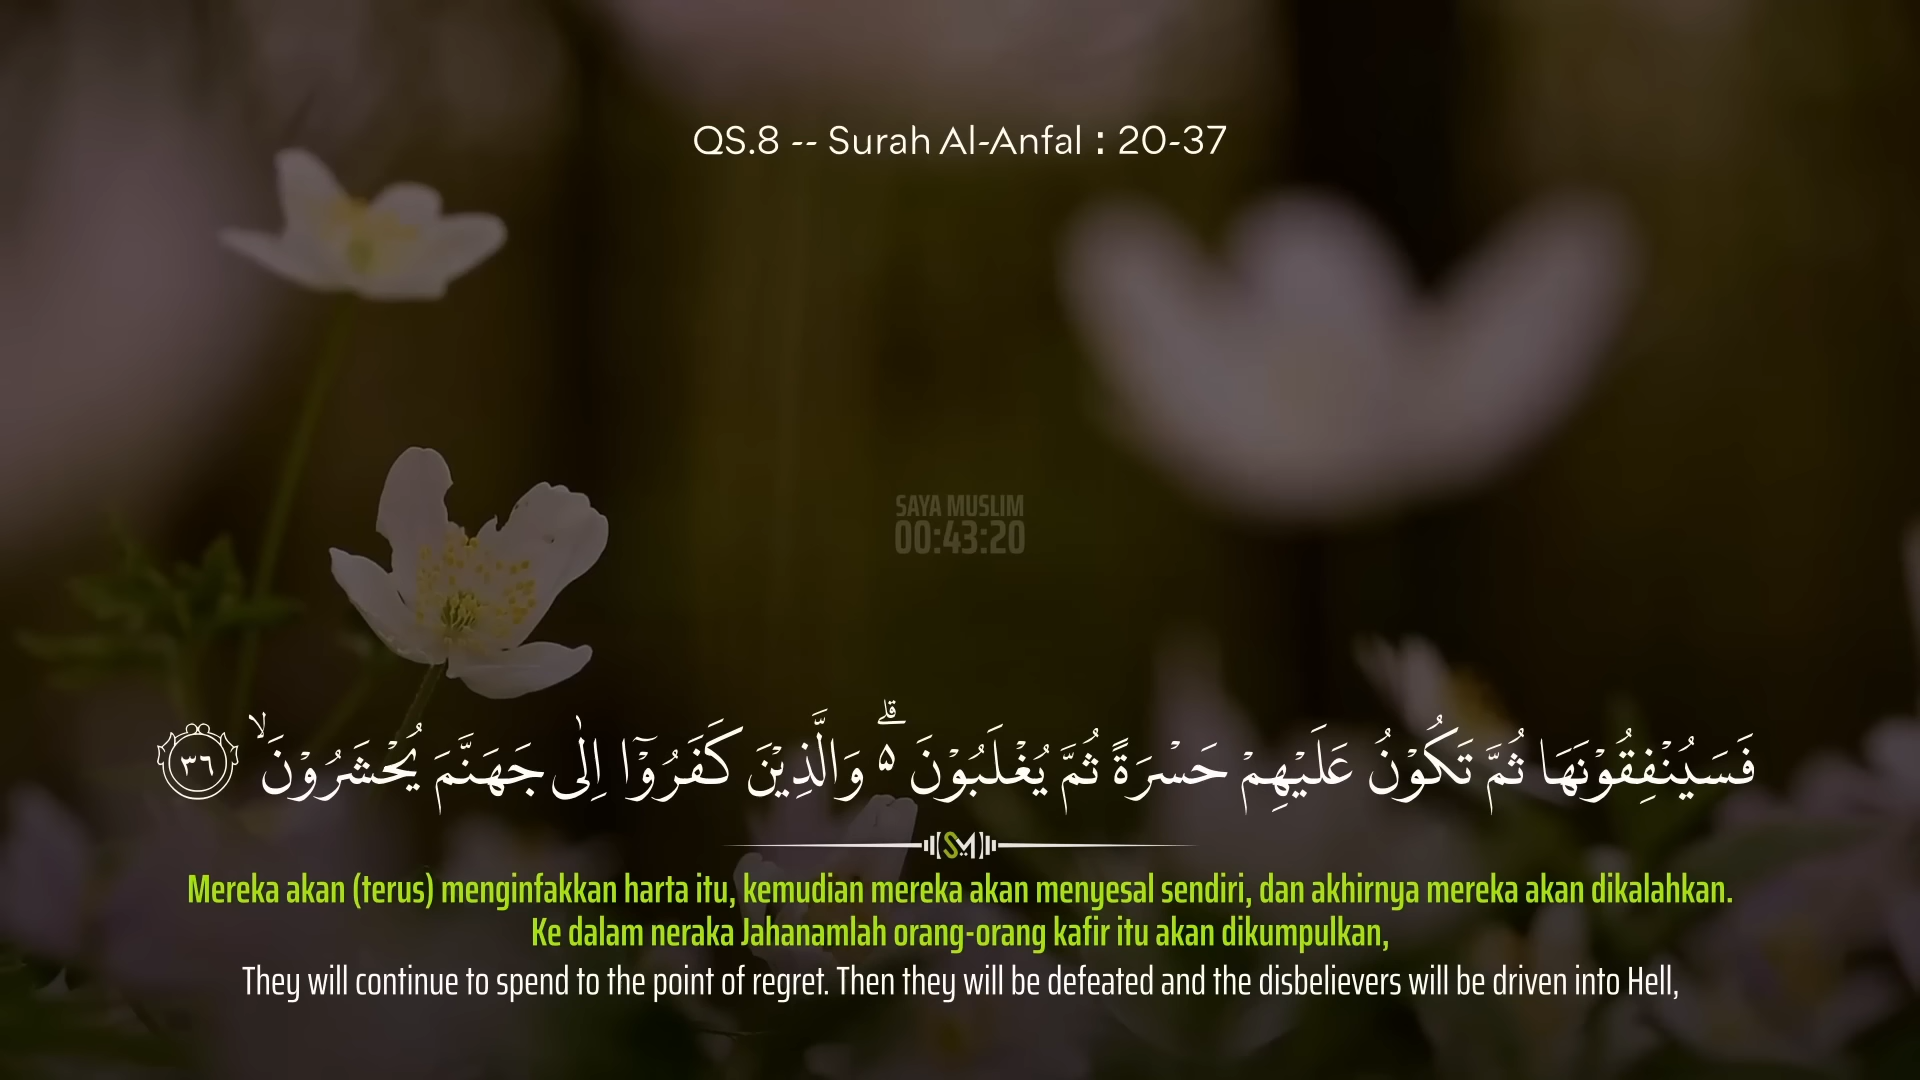 QS.8 -- Surah Al-Anfal : 20-37
SAYA MUSLIM
00:43:20
فَسَيُنْفِقُوْنَهَا ثُمَّ تَكُوْنُ عَلَيْهِمْ حَسْرَةً ثُمَّ يُغْلَبُوْنَ ۗ ە وَالَّذِيْنَ كَفَرُوْٓا اِلٰى جَهَنَّمَ يُحْشَرُوْنَۙ ٣٦
SM
Mereka akan (terus) menginfakkan harta itu, kemudian mereka akan menyesal sendiri, dan akhirnya mereka akan dikalahkan.
Ke dalam neraka Jahanamlah orang-orang kafir itu akan dikumpulkan,
They will continue to spend to the point of regret. Then they will be defeated and the disbelievers will be driven into Hell,